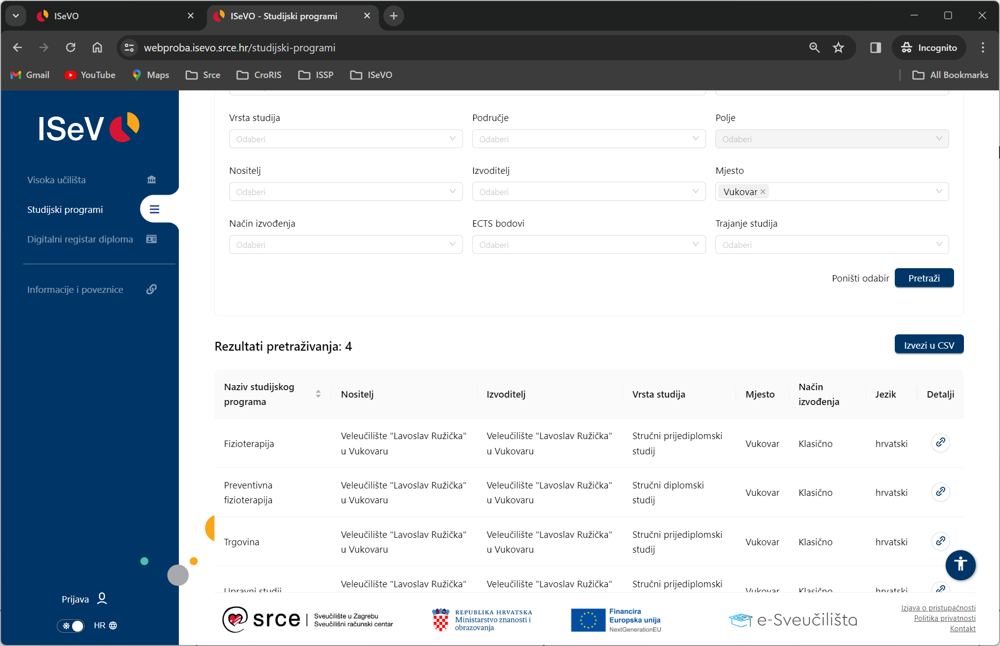 ISeVO
ISeVO - Studijski programi
webproba.isevo.srce.hr/studijski-programi
Incognito
Gmail
YouTube
Maps
Srce
CroRIS
ISSP
ISeVO
All Bookmarks
ISeV
Visoka učilišta
Studijski programi
Digitalni registar diploma
Informacije i poveznice
Prijava
HR
Vrsta studija
Područje
Polje
Odaberi
Odaberi
Odaberi
Nositelj
Izvoditelj
Mjesto
Odaberi
Odaberi
Vukovar
Način izvođenja
ECTS bodovi
Trajanje studija
Odaberi
Odaberi
Odaberi
Poništi odabir
Pretraži
Rezultati pretraživanja: 4
Izvezi u CSV
Naziv studijskog
programa
Nositelj
Izvoditelj
Vrsta studija
Mjesto
Način
izvođenja
Jezik
Detalji
Fizioterapija
Veleučilište "Lavoslav Ružička"
u Vukovaru
Veleučilište "Lavoslav Ružička"
u Vukovaru
Stručni prijediplomski
studij
Vukovar
Klasično
hrvatski
Preventivna
fizioterapija
Veleučilište "Lavoslav Ružička"
u Vukovaru
Veleučilište "Lavoslav Ružička"
u Vukovaru
Stručni diplomski
studij
Vukovar
Klasično
hrvatski
Trgovina
Veleučilište "Lavoslav Ružička"
u Vukovaru
Veleučilište "Lavoslav Ružička"
u Vukovaru
Stručni prijediplomski
studij
Vukovar
Klasično
hrvatski
Upravni studij
Veleučilište "Lavoslav Ružička"
Veleučilište "Lavoslav Ružička"
Stručni prijediplomski
Vukovar
Klasično
hrvatski
srce
Sveučilište u Zagrebu
Sveučilišni računski centar
REPUBLIKA HRVATSKA
Ministarstvo znanosti i
obrazovanja
Financira
Europska unija
NextGenerationEU
e-Sveučilišta
Izjava o pristupačnosti
Politika privatnosti
Kontakt